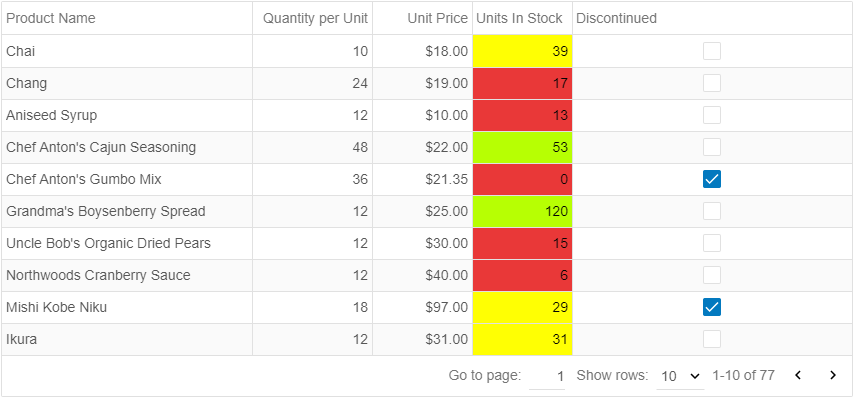 Product Name Quantity per Unit Unit Price Units In Stock Discontinued
Chai 10 $18.00 39
Chang 24 $19.00 17
Aniseed Syrup 12 $10.00 13
Chef Anton's Cajun Seasoning 48 $22.00 53
Chef Anton's Gumbo Mix 36 $21.35 0
Grandma's Boysenberry Spread 12 $25.00 120
Uncle Bob's Organic Dried Pears 12 $30.00 15
Northwoods Cranberry Sauce 12 $40.00 6
Mishi Kobe Niku 18 $97.00 29
Ikura 12 $31.00 31
Go to page: 1 Show rows: 10 1-10 of 77